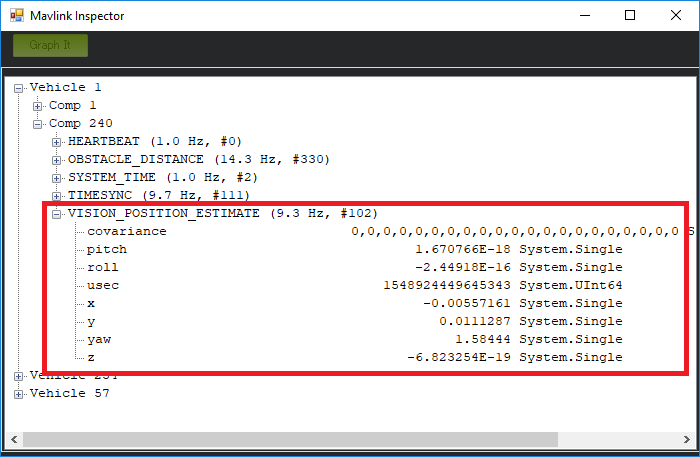 Mavlink Inspector
Graph It
Vehicle 1
Comp 1
Comp 240
HEARTBEAT (1.0 Hz, #0)
OBSTACLE_DISTANCE (14.3 Hz, #330)
SYSTEM_TIME (1.0 Hz, #2)
TIMESYNC (9.7 Hz, #111)
VISION_POSITION_ESTIMATE (9.3 Hz, #102)
covariance 0,0,0,0,0,0,0,0,0,0,0,0,0,0,0,0,0,0,0,0,0 S
pitch 1.670766E-18 System.Single
roll -2.44918E-16 System.Single
usec 1548924449645343 System.UInt64
x -0.00557161 System.Single
y 0.0111287 System.Single
yaw 1.58444 System.Single
z -6.823254E-19 System.Single
Vehicle
Vehicle 57